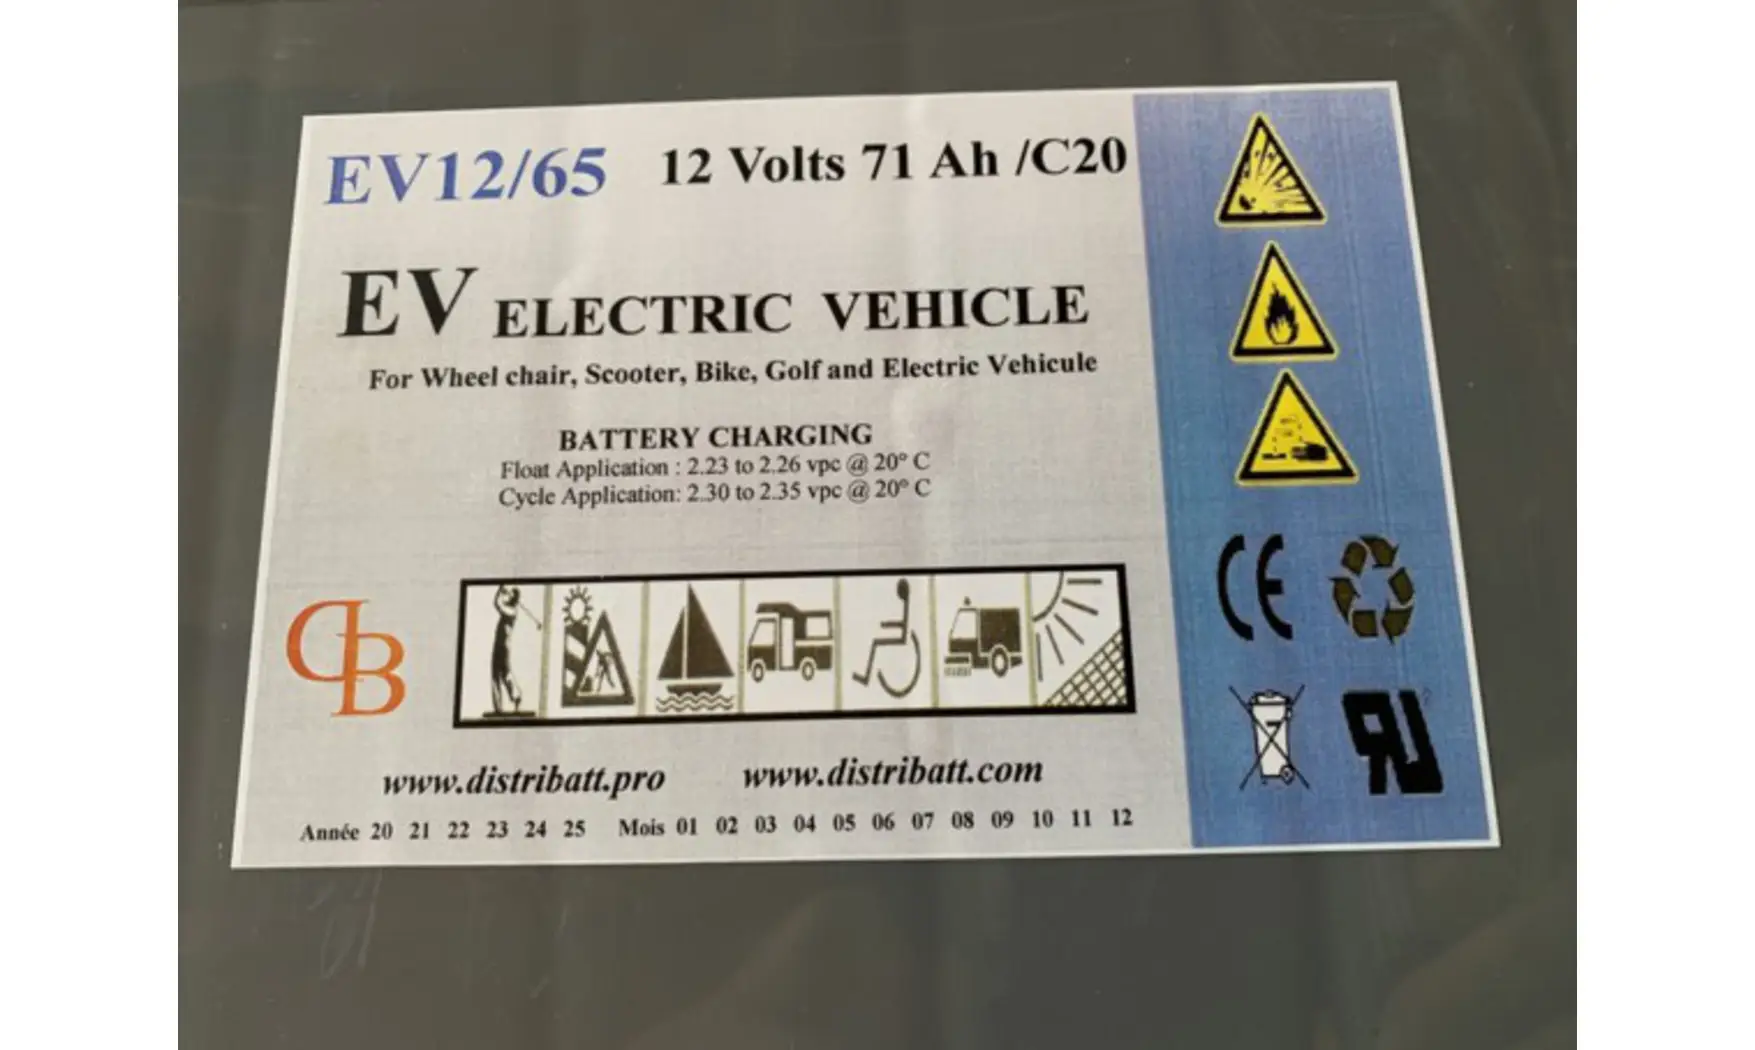 EV12/65 12 Volts 71 Ah /C20
EV ELECTRIC VEHICLE
For Wheel chair, Scooter, Bike, Golf and Electric Vehicule
BATTERY CHARGING
Float Application : 2.23 to 2.26 vpc @ 20° C
Cycle Application: 2.30 to 2.35 vpc @ 20° C
CE
DB
www.distribatt.pro www.distribatt.com
Année 20 21 22 23 24 25 Mois 01 02 03 04 05 06 07 08 09 10 11 12